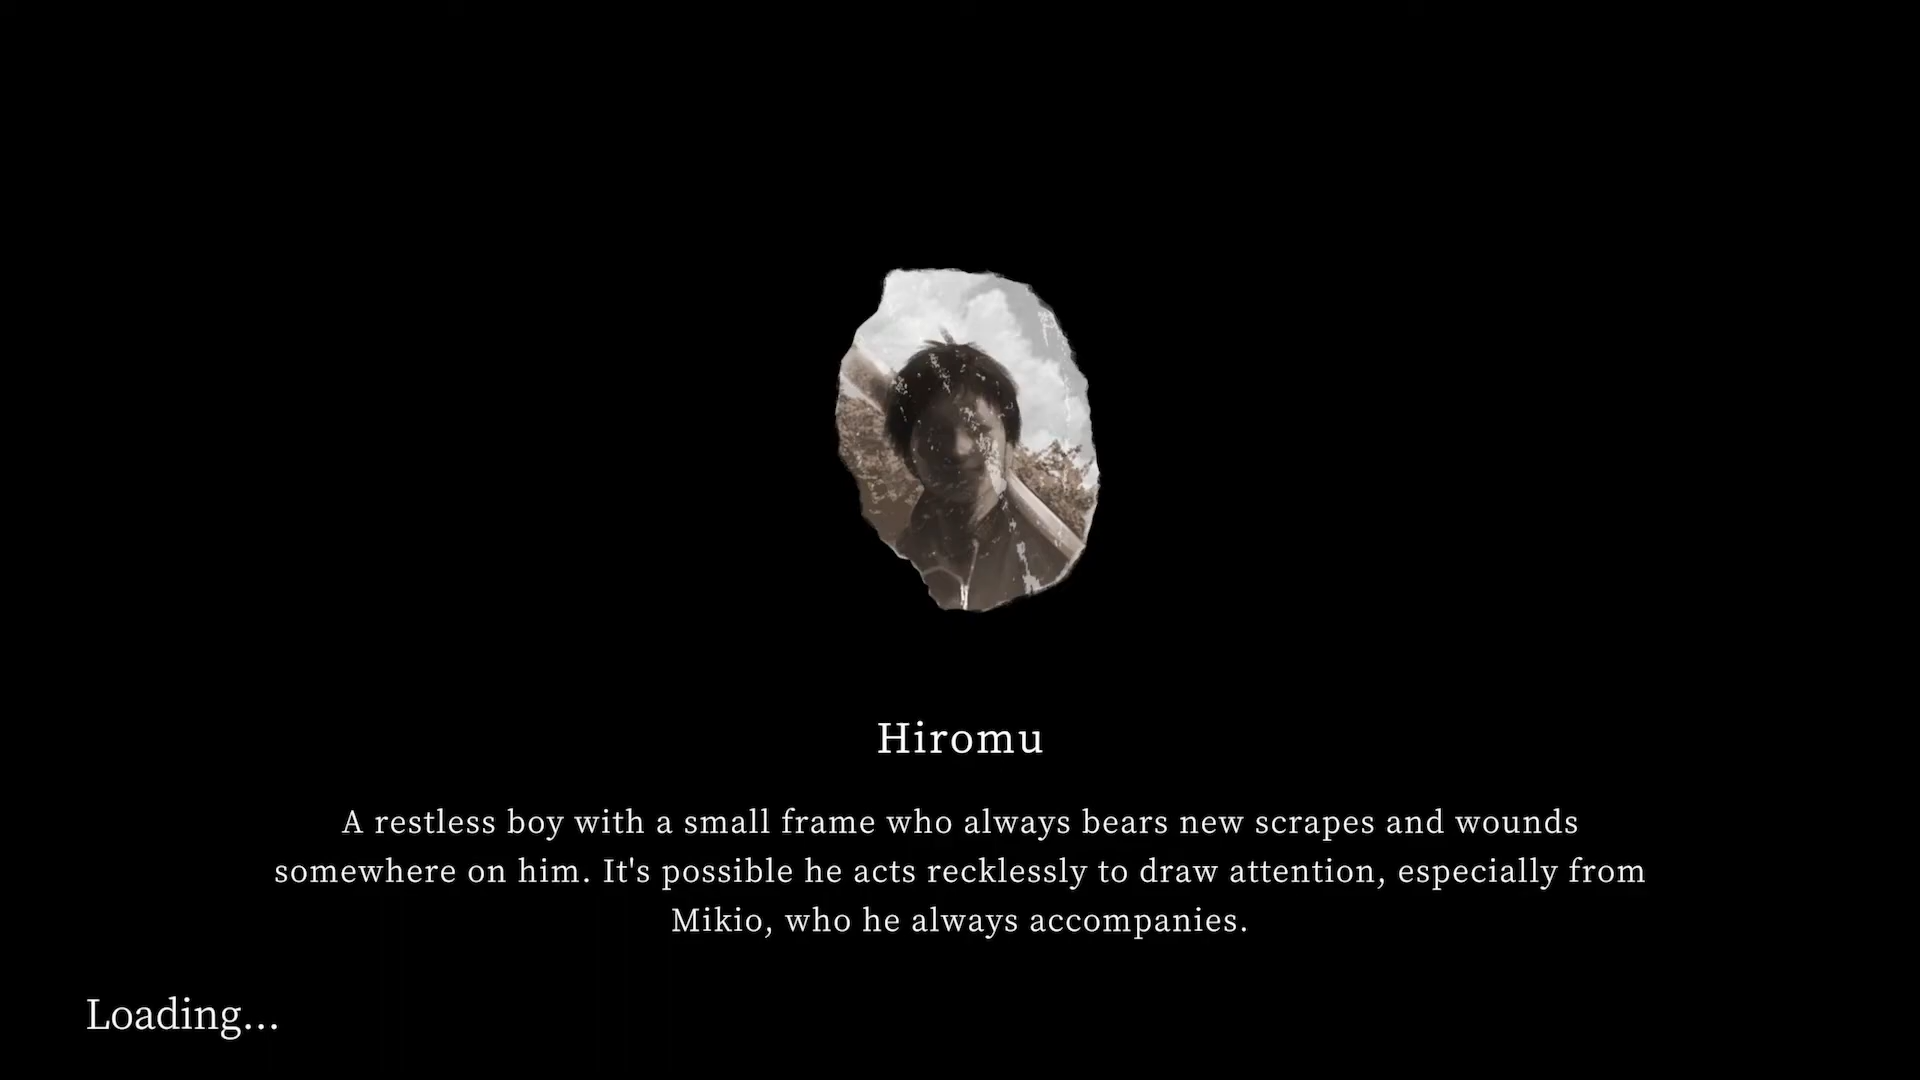 Hiromu
A restless boy with a small frame who always bears new scrapes and wounds
somewhere on him. It's possible he acts recklessly to draw attention, especially from
Mikio, who he always accompanies.
Loading...